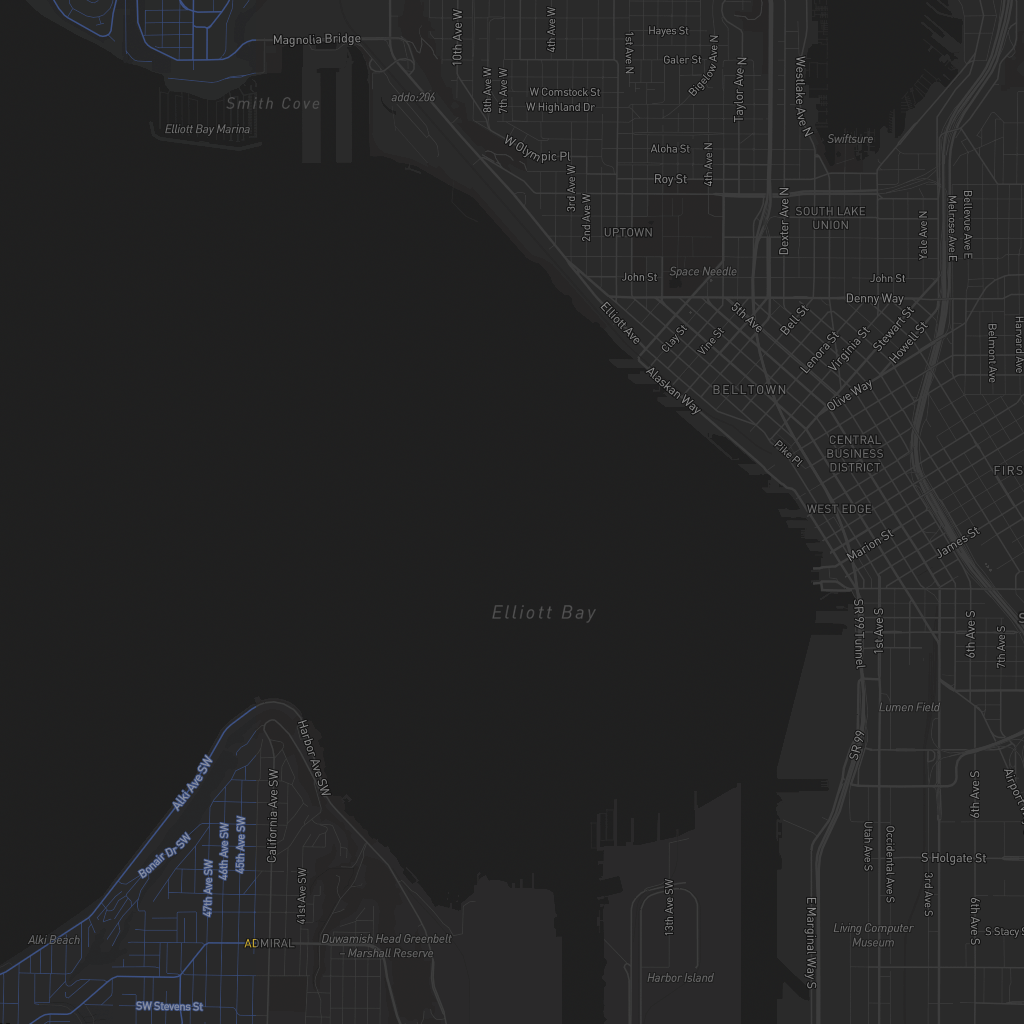 10th Ave W
4th Ave W
Hayes St
1st Ave N
Magnolia Bridge
Galer St
Bigelow Ave N
Taylor Ave N
Westlake Ave N
8th Ave W
7th Ave W
W Comstock St
W Highland Dr
addo:206
Smith Cove
Elliott Bay Marina
W Olympic Pl
Aloha St
4th Ave N
Swiftsure
Roy St
3rd Ave W
2nd Ave W
Dexter Ave N
SOUTH LAKE
UNION
Yale Ave N
Melrose Ave E
Bellevue Ave E
UPTOWN
John St
Space Needle
John St
Denny Way
Elliott Ave
Clay St
Vine St
5th Ave
Bell St
Lenora St
Virginia St
Stewart St
Howell St
Belmont Ave
Harvard Ave
Alaskan Way
BELLTOWN
Olive Way
Pike Pl
CENTRAL
BUSINESS
DISTRICT
FIRS
WEST EDGE
Marion St
James St
Elliott Bay
SR 99 Tunnel
1st Ave S
6th Ave S
7th Ave S
Lumen Field
Harbor Ave SW
SR 99
Alki Ave SW
California Ave SW
6th Ave S
Airport W
Bonair Dr SW
47th Ave SW
46th Ave SW
45th Ave SW
41st Ave SW
Utah Ave S
Occidental Ave S
S Holgate St
3rd Ave S
13th Ave SW
E Marginal Way S
6th Ave S
Living Computer
Museum
S Stacy S
Alki Beach
ADMIRAL
Duwamish Head Greenbelt
- Marshall Reserve
Harbor Island
SW Stevens St